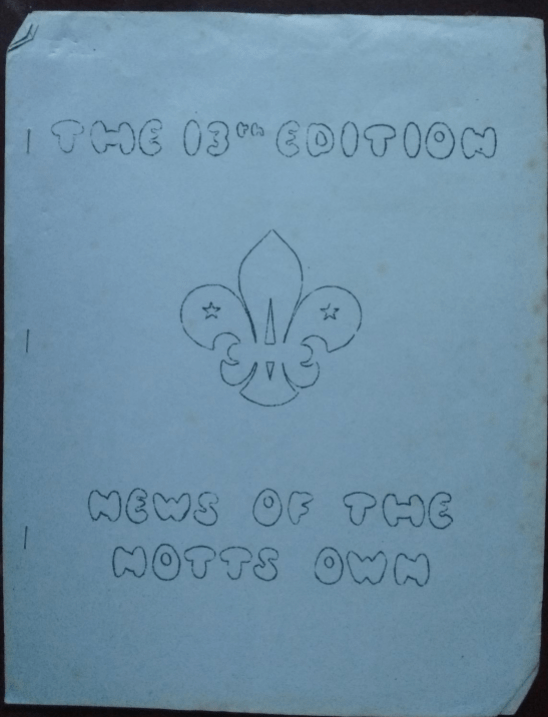 THE 13th EDITION
NEWS OF THE
NOTTS OWN